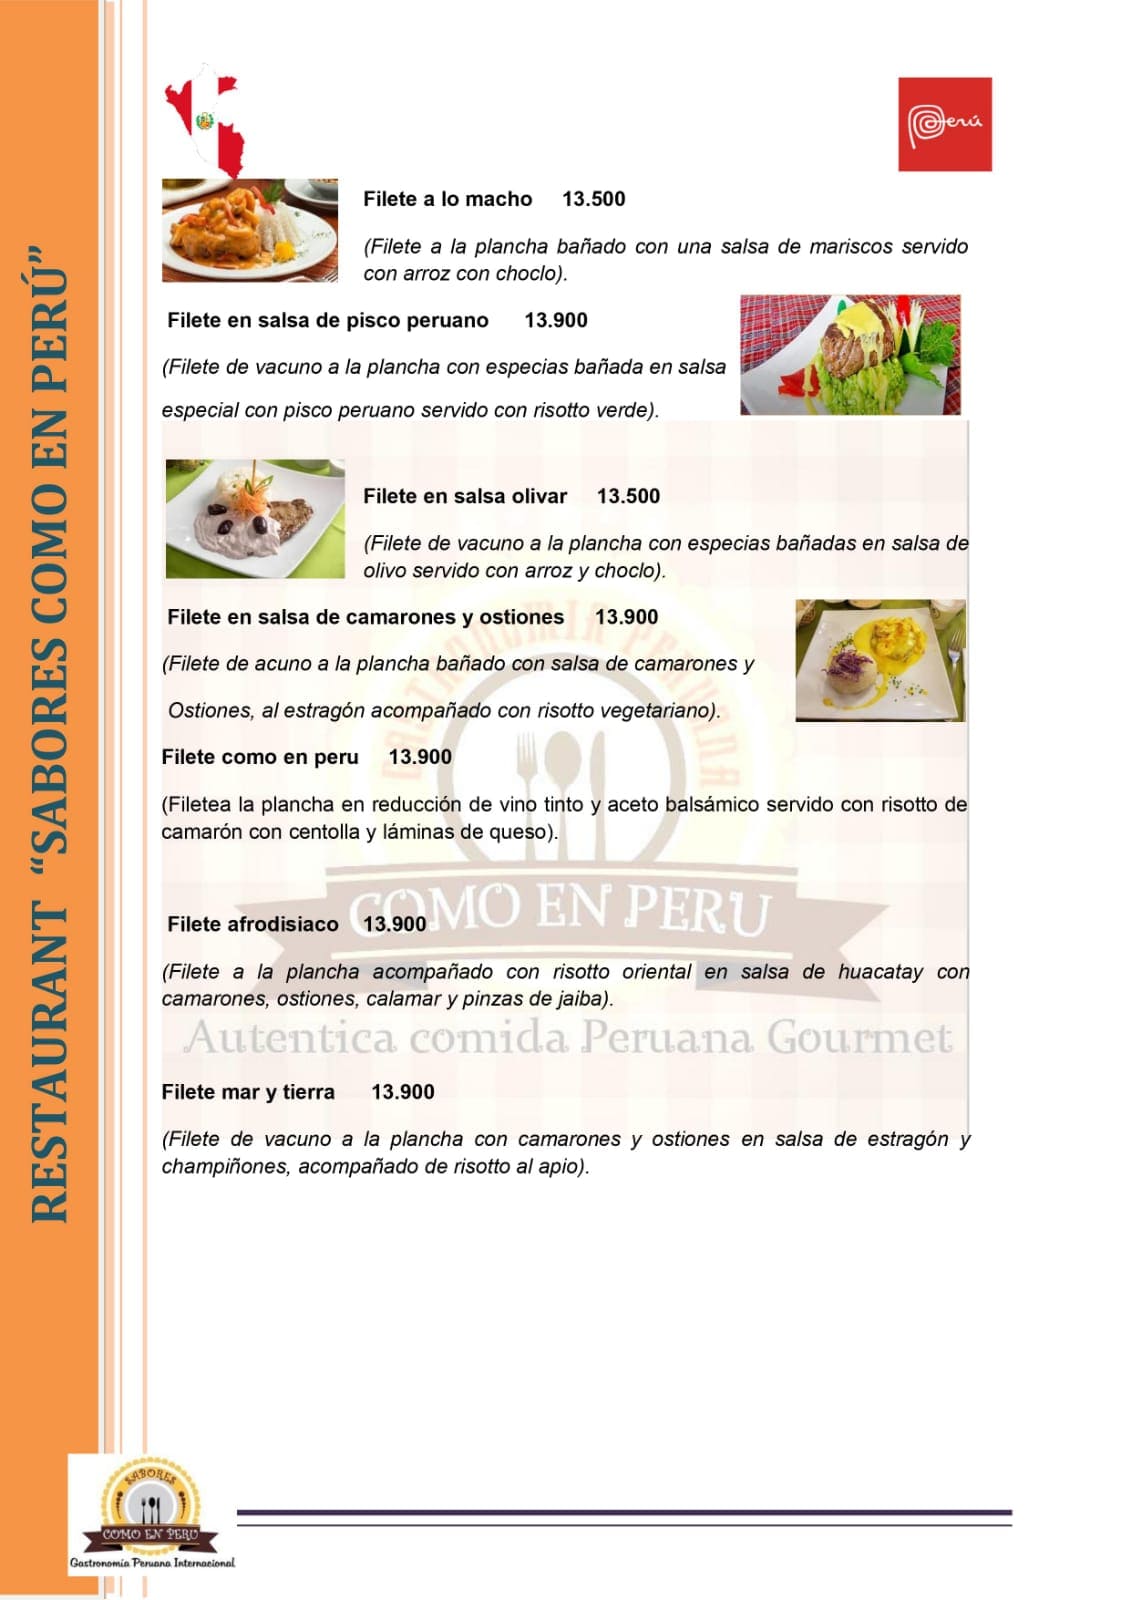 RESTAURANT “SABORES COMO EN PERÚ”
Perú
Filete a lo macho 13.500
(Filete a la plancha bañado con una salsa de mariscos servido
con arroz con choclo).
Filete en salsa de pisco peruano 13.900
(Filete de vacuno a la plancha con especias bañada en salsa
especial con pisco peruano servido con risotto verde).
Filete en salsa olivar 13.500
(Filete de vacuno a la plancha con especias bañadas en salsa de
olivo servido con arroz y choclo).
Filete en salsa de camarones y ostiones 13.900
(Filete de acuno a la plancha bañado con salsa de camarones y
Ostiones, al estragón acompañado con risotto vegetariano).
GASTRONOMIA PERUANA
Filete como en peru 13.900
(Filetea la plancha en reducción de vino tinto y aceto balsámico servido con risotto de
camarón con centolla y láminas de queso).
COMO EN PERU
Filete afrodisiaco 13.900
(Filete a la plancha acompañado con risotto oriental en salsa de huacatay con
camarones, ostiones, calamar y pinzas de jaiba).
Autentica comida Peruana Gourmet
Filete mar y tierra 13.900
(Filete de vacuno a la plancha con camarones y ostiones en salsa de estragón y
champiñones, acompañado de risotto al apio).
SABORES
COMO EN PERU
Gastronomía Peruana Internacional